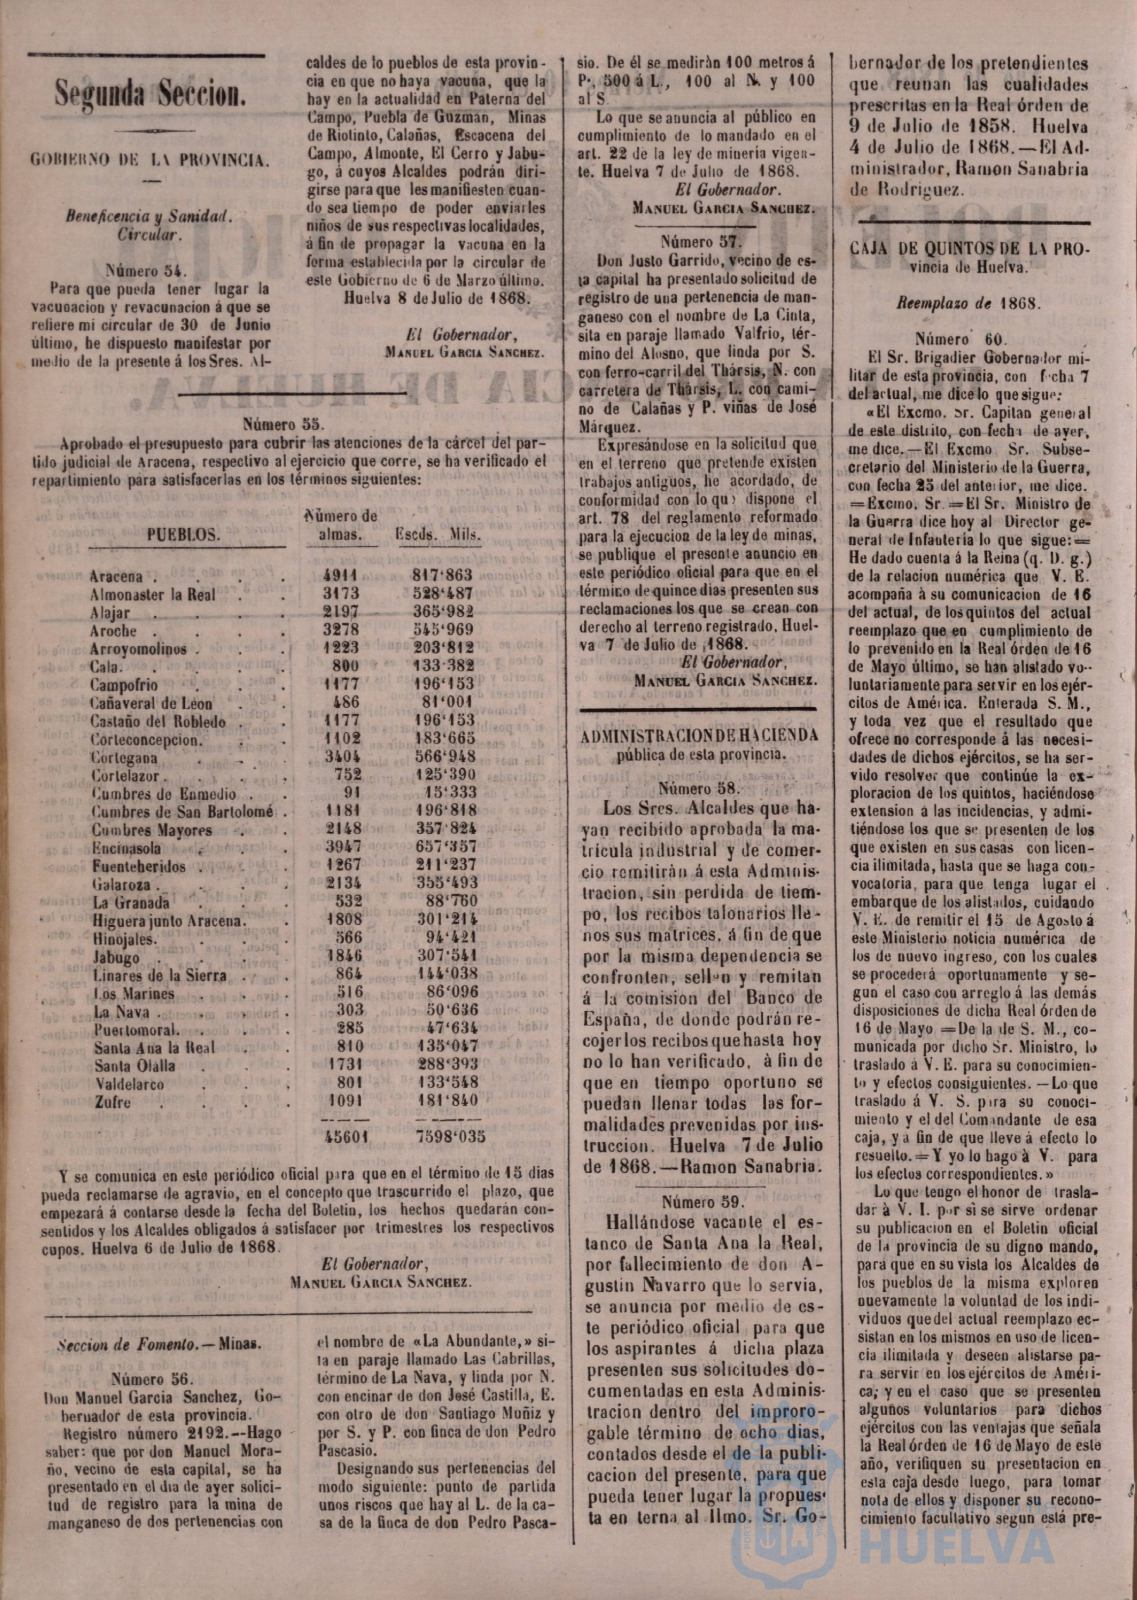 Segunda Seccion.
GOBIERNO DE LA PROVINCIA.
Beneficencia y Sanidad.
Circular.
Número 54.
Para que pueda tener lugar la
vacunacion y revacunacion á que se
refiere mi circular de 30 de Junio
último, he dispuesto manifestar por
medio de la presente á los Sres. Al-
caldes de lo pueblos de esta provin-
cia en que no haya vacuna, que la
hay en la actualidad en Paterna del
Campo, Puebla de Guzman, Minas
de Riotinto, Calañas, Escacena del
Campo, Almonte, El Cerro y Jabu-
go, á cuyos Alcaldes podrán diri-
girse para que les manifiesten cuan-
do sea tiempo de poder enviarles
niños de sus respectivas localidades,
á fin de propagar la vacuna en la
forma establecida por la circular de
este Gobierno de 6 de Marzo último.
Huelva 8 de Julio de 1868.
El Gobernador,
MANUEL GARCIA SANCHEZ.
Número 55.
Aprobado el presupuesto para cubrir las atenciones de la cárcel del par-
tido judicial de Aracena, respectivo al ejercicio que corre, se ha verificado el
repartimiento para satisfacerlas en los términos siguientes:
PUEBLOS. Número de almas. Escds. Mils.
Aracena . . . . 4911 817'863
Almonaster la Real . . 3173 528'487
Alajar . . . . 2197 365'982
Aroche . . . . 3278 545'969
Arroyomolinos . . . 1223 203'812
Cala. . . . . 800 133'382
Campofrio . . . 1177 196'153
Cañaveral de Leon . . 486 81'001
Castaño del Robledo . . 1177 196'153
Corteconcepcion. . . 1102 183'665
Cortegana . . . 3404 566'948
Cortelazor . . . . 752 125'390
Cumbres de Enmedio . . 91 15'333
Cumbres de San Bartolomé . 1181 196'818
Cumbres Mayores . . 2148 357'824
Encinasola . . . 3947 657'357
Fuenteheridos . . . 1267 211'237
Galaroza . . . . 2134 355'493
La Granada . . . 532 88'760
Higuera junto Aracena. . 1808 301'214
Hinojales. . . . 566 94'421
Jabugo . . . . 1846 307'541
Linares de la Sierra . . 864 144'038
Los Marines . . . 516 86'096
La Nava . . . . 303 50'636
Puertomoral. . . . 285 47'634
Santa Ana la Real . . 810 135'047
Santa Olalla . . . 1731 288'393
Valdelarco . . . 801 133'548
Zufre . . . . 1091 181'840
45601 7598'035
Y se comunica en este periódico oficial para que en el término de 15 dias
pueda reclamarse de agravio, en el concepto que trascurrido el plazo, que
empezará á contarse desde la fecha del Boletin, los hechos quedarán con-
sentidos y los Alcaldes obligados á satisfacer por trimestres los respectivos
cupos. Huelva 6 de Julio de 1868.
El Gobernador,
MANUEL GARCIA SANCHEZ.
Seccion de Fomento.—Minas.
Número 56.
Don Manuel Garcia Sanchez, Go-
bernador de esta provincia.
Registro número 2192.--Hago
saber: que por don Manuel Mora-
ño, vecino de esta capital, se ha
presentado en el dia de ayer solici-
tud de registro para la mina de
manganeso de dos pertenencias con
el nombre de «La Abundante,» si-
ta en paraje llamado Las Cabrillas,
término de La Nava, y linda por N.
con encinar de don José Castilla, E.
con otro de don Santiago Muñiz y
por S. y P. con finca de don Pedro
Pascasio.
Designando sus pertenencias del
modo siguiente: punto de partida
unos riscos que hay al L. de la ca-
sa de la finca de don Pedro Pasca-
sio. De él se medirán 100 metros á
P., 500 á L., 100 al N. y 100
al S.
Lo que se anuncia al público en
cumplimiento de lo mandado en el
art. 22 de la ley de minería vigen-
te. Huelva 7 de Julio de 1868.
El Gobernador.
MANUEL GARCIA SANCHEZ.
Número 57.
Don Justo Garrido, vecino de es-
ta capital ha presentado solicitud de
registro de una pertenencia de man-
ganeso con el nombre de La Cinta,
sita en paraje llamado Valfrio, tér-
mino del Alosno, que linda por S.
con ferro-carril del Thársis, N. con
carretera de Thársis, L. con cami-
no de Calañas y P. viñas de José
Márquez.
Expresándose en la solicitud que
en el terreno que pretende existen
trabajos antiguos, he acordado, de
conformidad con lo que dispone el
art. 78 del reglamento reformado
para la ejecucion de la ley de minas,
se publique el presente anuncio en
este periódico oficial para que en el
término de quince dias presenten sus
reclamaciones los que se crean con
derecho al terreno registrado. Huel-
va 7 de Julio de 1868.
El Gobernador,
MANUEL GARCIA SANCHEZ.
ADMINISTRACION DE HACIENDA
pública de esta provincia.
Número 58.
Los Sres. Alcaldes que ha-
yan recibido aprobada la ma-
trícula industrial y de comer-
cio remitirán á esta Adminis-
tracion, sin perdida de tiem-
po, los recibos talonarios lle-
nos sus matrices, á fin de que
por la misma dependencia se
confronten, sellen y remitan
á la comision del Banco de
España, de donde podrán re-
cojer los recibos que hasta hoy
no lo han verificado, á fin de
que en tiempo oportuno se
puedan llenar todas las for-
malidades prevenidas por ins-
truccion. Huelva 7 de Julio
de 1868.—Ramon Sanabria.
Número 59.
Hallándose vacante el es-
tanco de Santa Ana la Real,
por fallecimiento de don A-
gustin Navarro que lo servia,
se anuncia por medio de es-
te periódico oficial para que
los aspirantes á dicha plaza
presenten sus solicitudes do-
cumentadas en esta Adminis-
tracion dentro del improro-
gable término de ocho dias,
contados desde el de la publi-
cacion del presente, para que
pueda tener lugar la propues-
ta en terna al Ilmo. Sr. Go-
bernador de los pretendientes
que reunan las cualidades
prescritas en la Real órden de
9 de Julio de 1858. Huelva
4 de Julio de 1868.—El Ad-
ministrador, Ramon Sanabria
de Rodriguez.
CAJA DE QUINTOS DE LA PRO-
vincia de Huelva.
Reemplazo de 1868.
Número 60.
El Sr. Brigadier Gobernador mi-
litar de esta provincia, con fecha 7
del actual, me dice lo que sigue:
«El Excmo. Sr. Capitan general
de este distrito, con fecha de ayer,
me dice.—El Excmo Sr. Subse-
cretario del Ministerio de la Guerra,
con fecha 25 del anterior, me dice.
=Excmo. Sr.=El Sr. Ministro de
la Guerra dice hoy al Director ge-
neral de Infantería lo que sigue:=
He dado cuenta á la Reina (q. D. g.)
de la relacion numérica que V. E.
acompaña á su comunicacion de 16
del actual, de los quintos del actual
reemplazo que en cumplimiento de
lo prevenido en la Real órden de 16
de Mayo último, se han alistado vo-
luntariamente para servir en los ejér-
citos de América. Enterada S. M.,
y toda vez que el resultado que
ofrece no corresponde á las necesi-
dades de dichos ejércitos, se ha ser-
vido resolver que continúe la ex-
ploracion de los quintos, haciéndose
extension á las incidencias, y admi-
tiéndose los que se presenten de los
que existen en sus casas con licen-
cia ilimitada, hasta que se haga con-
vocatoria, para que tenga lugar el
embarque de los alistados, cuidando
V. E. de remitir el 15 de Agosto á
este Ministerio noticia numérica de
los de nuevo ingreso, con los cuales
se procederá oportunamente y se-
gun el caso con arreglo á las demás
disposiciones de dicha Real órden de
16 de Mayo =De la de S. M., co-
municada por dicho Sr. Ministro, lo
traslado á V. E. para su conocimien-
to y efectos consiguientes. —Lo que
traslado á V. S. para su conoci-
miento y el del Comandante de esa
caja, y á fin de que lleve á efecto lo
resuelto.=Y yo lo hago á V. para
los efectos correspondientes.»
Lo que tengo el honor de trasla-
dar á V. I. por si se sirve ordenar
su publicacion en el Boletin oficial
de la provincia de su digno mando,
para que en su vista los Alcaldes de
los pueblos de la misma exploren
nuevamente la voluntad de los indi-
viduos que del actual reemplazo ec-
sistan en los mismos en uso de licen-
cia ilimitada y deseen alistarse pa-
ra servir en los ejércitos de Améri-
ca; y en el caso que se presenten
algunos voluntarios para dichos
ejércitos con las ventajas que señala
la Real órden de 16 de Mayo de este
año, verifiquen su presentacion en
esta caja desde luego, para tomar
nota de ellos y disponer su recono-
cimiento facultativo segun está pre-
HUELVA